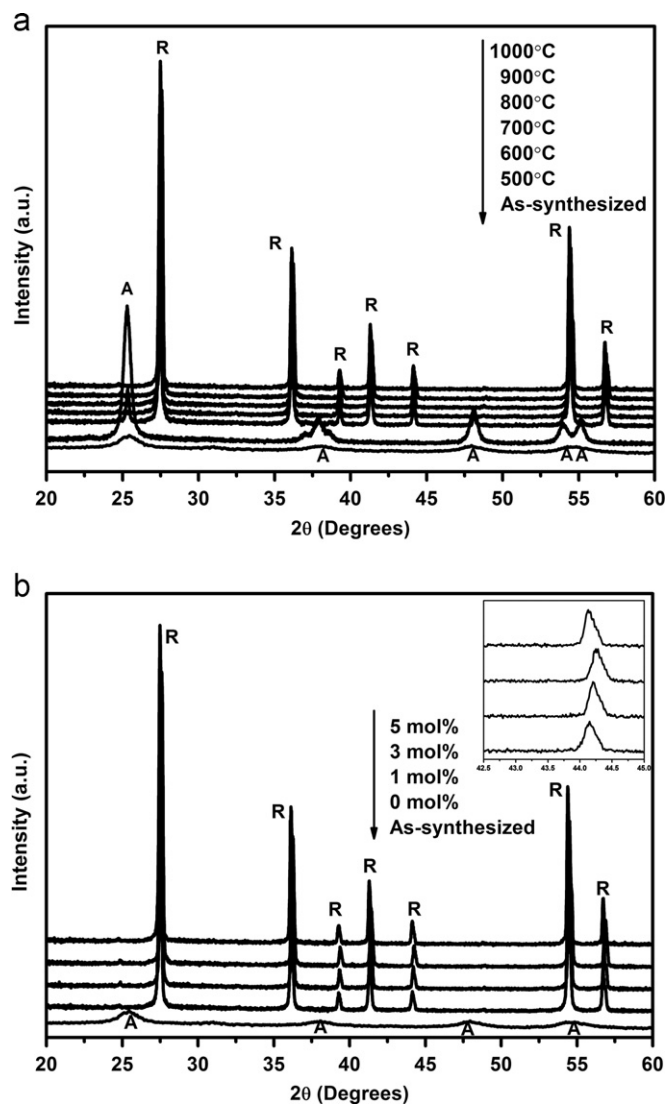 a
R
1000°C
900°C
800°C
700°C
600°C
500°C
As-synthesized
R
R
A
R
R
R
R
A
A
A A
Intensity (a.u.)
20 25 30 35 40 45 50 55 60
2θ (Degrees)
b
R
5 mol%
3 mol%
1 mol%
0 mol%
As-synthesized
42.5 43.0 43.5 44.0 44.5 45.0
R
R
R
R
R
R
A
A
A
A
Intensity (a.u.)
20 25 30 35 40 45 50 55 60
2θ (Degrees)